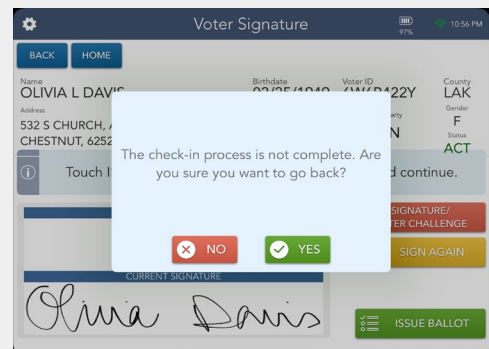 Voter Signature
97%
10:56 PM
BACK HOME
Name Birthdate Voter ID County
OLIVIA L LAK
Address Gender
532 S CHURCH, F
CHESTNUT, Status
ACT
Touch continue.
The check-in process is not complete. Are
you sure you want to go back?
SIGNATURE/
CHALLENGE
NO YES
SIGN AGAIN
CURRENT SIGNATURE
Olivia Davis
ISSUE BALLOT